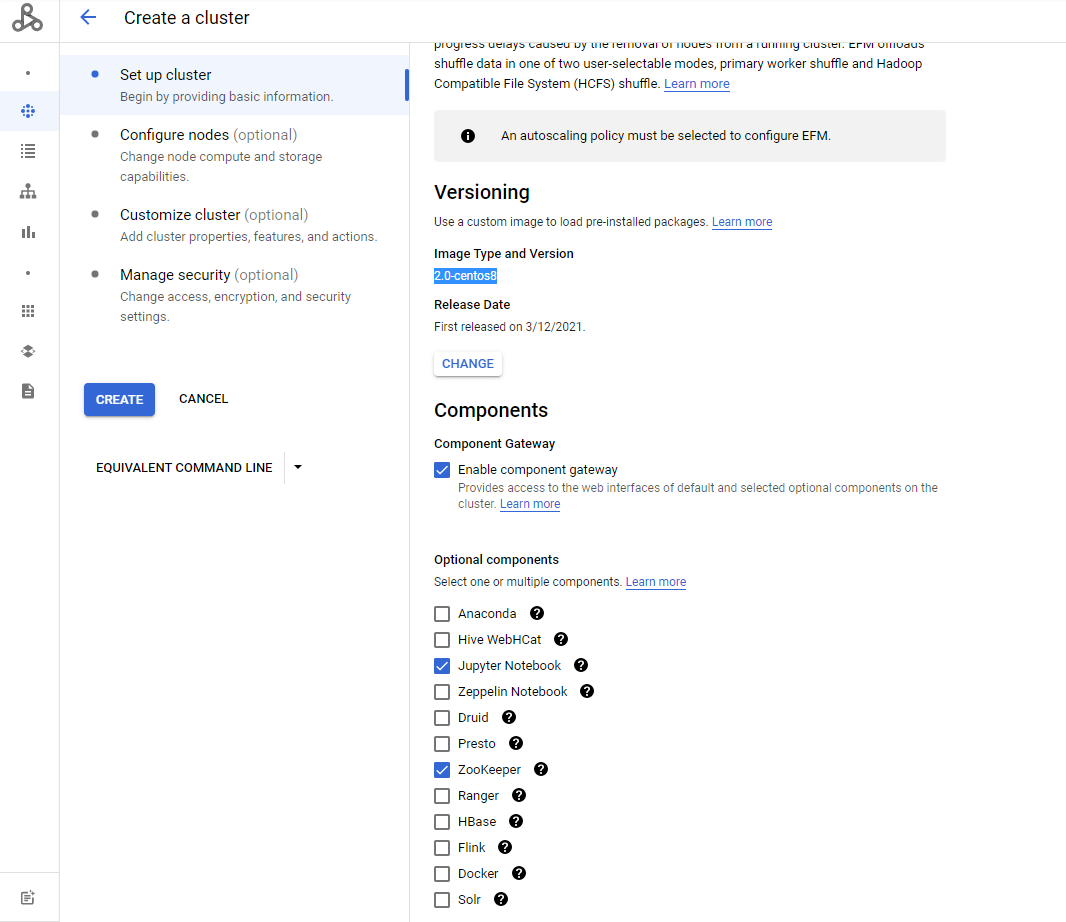 Create a cluster
Set up cluster
Begin by providing basic information.
Configure nodes (optional)
Change node compute and storage
capabilities.
Customize cluster (optional)
Add cluster properties, features, and actions.
Manage security (optional)
Change access, encryption, and security
settings.
CREATE
CANCEL
EQUIVALENT COMMAND LINE
progress delays caused by the removal of nodes from a running cluster. EFM offloads
shuffle data in one of two user-selectable modes, primary worker shuffle and Hadoop
Compatible File System (HCFS) shuffle. Learn more
An autoscaling policy must be selected to configure EFM.
Versioning
Use a custom image to load pre-installed packages. Learn more
Image Type and Version
2.0-centos8
Release Date
First released on 3/12/2021.
CHANGE
Components
Component Gateway
Enable component gateway
Provides access to the web interfaces of default and selected optional components on the
cluster. Learn more
Optional components
Select one or multiple components. Learn more
Anaconda
Hive WebHCat
Jupyter Notebook
Zeppelin Notebook
Druid
Presto
ZooKeeper
Ranger
HBase
Flink
Docker
Solr